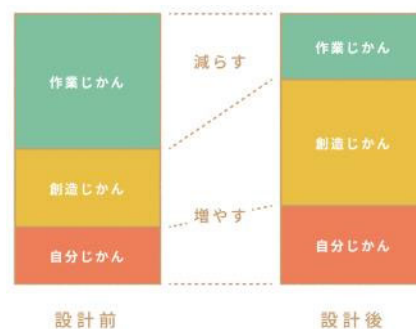 作業じかん
創造じかん
自分じかん
減らす
増やす
作業じかん
創造じかん
自分じかん
設計前
設計後